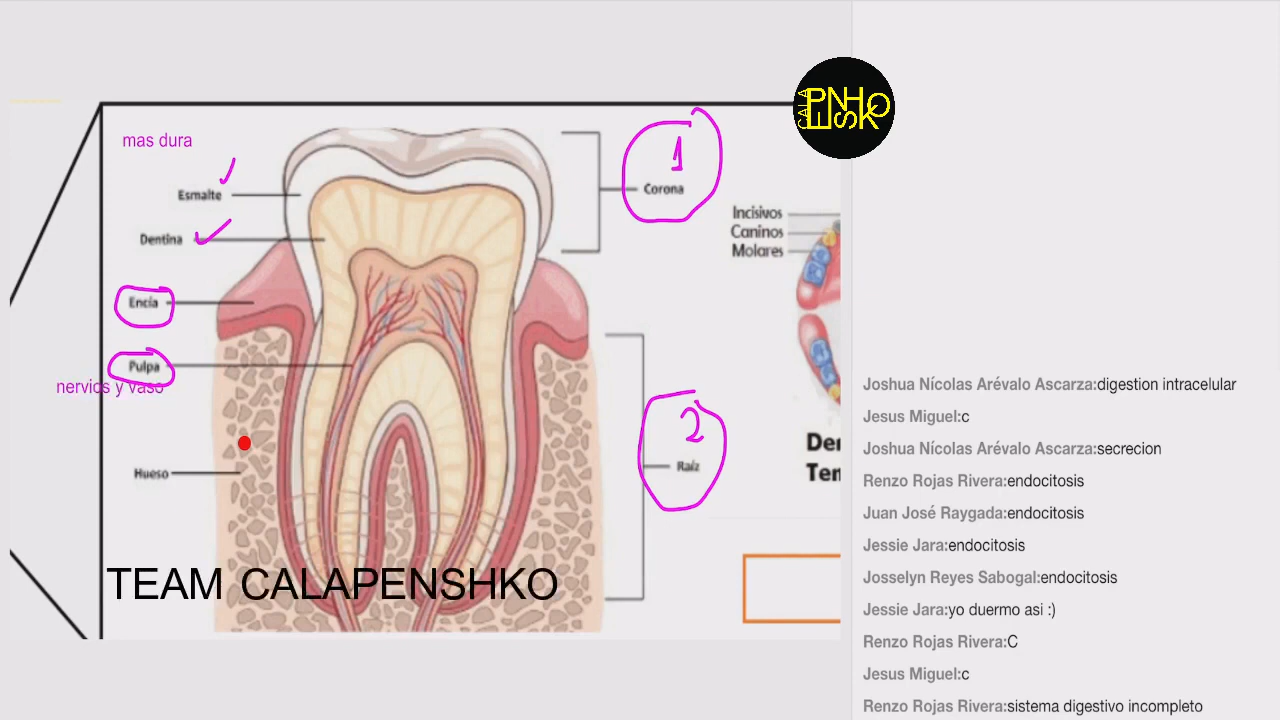 CALA
PENHO
ESK
mas dura
1
Esmalte
Corona
Incisivos
Dentina
Caninos
Molares
Encía
Pulpa
nervios y vaso
2
Hueso
Raíz
TEAM CALAPENSHKO
Joshua Nícolas Arévalo Ascarza:digestion intracelular
Jesus Miguel:c
Joshua Nícolas Arévalo Ascarza:secrecion
Renzo Rojas Rivera:endocitosis
Juan José Raygada:endocitosis
Jessie Jara:endocitosis
Josselyn Reyes Sabogal:endocitosis
Jessie Jara:yo duermo asi :)
Renzo Rojas Rivera:C
Jesus Miguel:c
Renzo Rojas Rivera:sistema digestivo incompleto